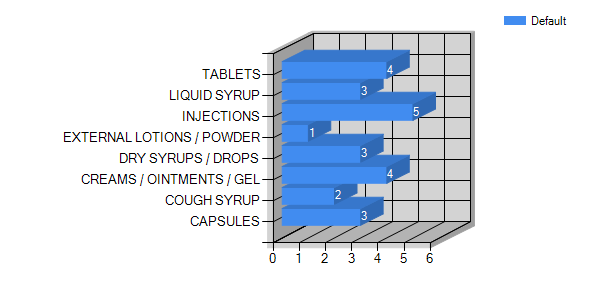 Default
TABLETS 4
LIQUID SYRUP 3
INJECTIONS 5
EXTERNAL LOTIONS / POWDER 1
DRY SYRUPS / DROPS 3
CREAMS / OINTMENTS / GEL 4
COUGH SYRUP 2
CAPSULES 3
0 1 2 3 4 5 6